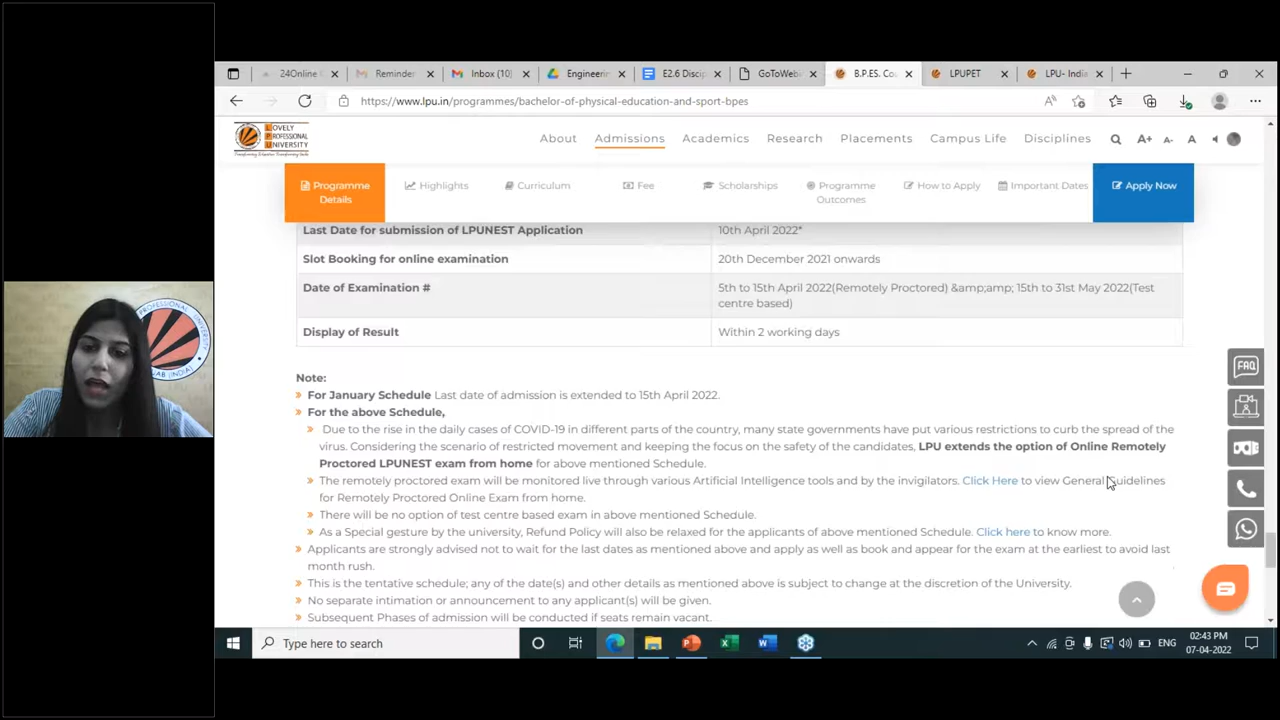 24Online
Reminder
Inbox (10)
Engineering
E2.6 Discip
GoToWebi
B.P.ES. Co
LPUPET
LPU- India
https://www.lpu.in/programmes/bachelor-of-physical-education-and-sport-bpes
LOVELY PROFESSIONAL UNIVERSITY
Transforming Education Transforming India
About Admissions Academics Research Placements Campus Life Disciplines A+ A- A
Programme Details
Highlights
Curriculum
Fee
Scholarships
Programme Outcomes
How to Apply
Important Dates
Apply Now
Last Date for submission of LPUNEST Application 10th April 2022*
Slot Booking for online examination 20th December 2021 onwards
Date of Examination # 5th to 15th April 2022(Remotely Proctored) &amp;amp; 15th to 31st May 2022(Test
centre based)
Display of Result Within 2 working days
Note:
For January Schedule Last date of admission is extended to 15th April 2022.
For the above Schedule,
Due to the rise in the daily cases of COVID-19 in different parts of the country, many state governments have put various restrictions to curb the spread of the
virus. Considering the scenario of restricted movement and keeping the focus on the safety of the candidates, LPU extends the option of Online Remotely
Proctored LPUNEST exam from home for above mentioned Schedule.
The remotely proctored exam will be monitored live through various Artificial Intelligence tools and by the invigilators. Click Here to view General Guidelines
for Remotely Proctored Online Exam from home.
There will be no option of test centre based exam in above mentioned Schedule.
As a Special gesture by the university, Refund Policy will also be relaxed for the applicants of above mentioned Schedule. Click here to know more.
Applicants are strongly advised not to wait for the last dates as mentioned above and apply as well as book and appear for the exam at the earliest to avoid last
month rush.
This is the tentative schedule; any of the date(s) and other details as mentioned above is subject to change at the discretion of the University.
No separate intimation or announcement to any applicant(s) will be given.
Subsequent Phases of admission will be conducted if seats remain vacant.
FAQ
Type here to search
ENG
02:43 PM
07-04-2022